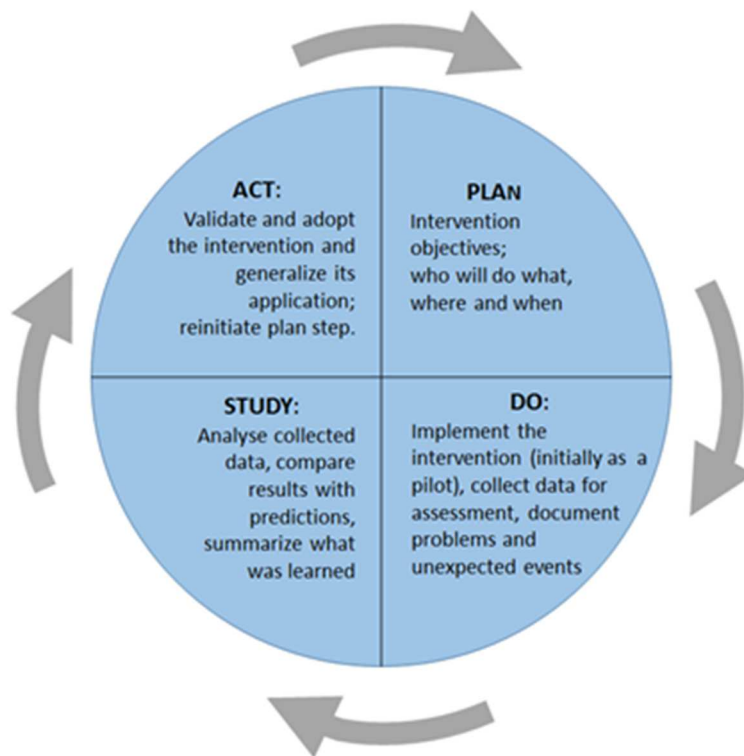 ACT:
Validate and adopt
the intervention and
generalize its
application;
reinitiate plan step.
PLAN
Intervention
objectives;
who will do what,
where and when
STUDY:
Analyse collected
data, compare
results with
predictions,
summarize what
was learned
DO:
Implement the
intervention (initially as a
pilot), collect data for
assessment, document
problems and
unexpected events